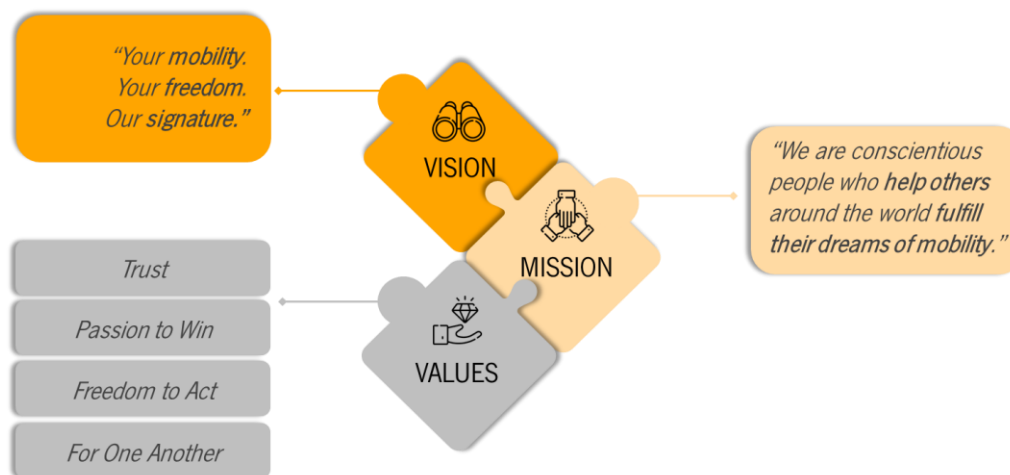 “Your mobility.
Your freedom.
Our signature.”
VISION
“We are conscientious
people who help others
around the world fulfill
their dreams of mobility.”
MISSION
Trust
Passion to Win
Freedom to Act
For One Another
VALUES